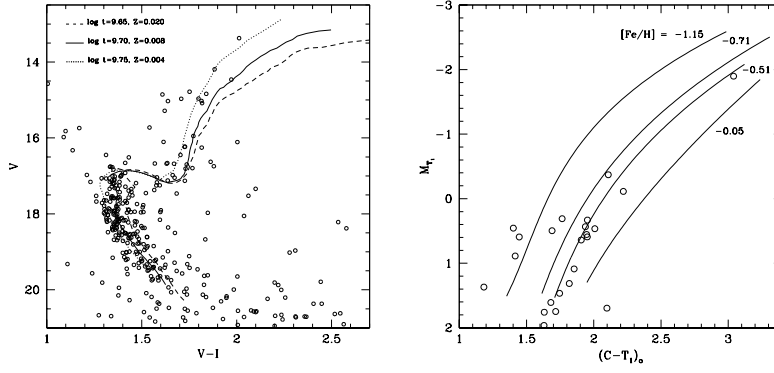 log t=9.65, Z=0.020
log t=9.70, Z=0.008
log t=9.75, Z=0.004
14
16
18
20
V
1 1.5 2 2.5
V-I
[Fe/H] = -1.15
-0.71
-0.51
-0.05
-3
-2
-1
0
1
2
M_T₁
1 1.5 2 2.5 3
(C-T₁)ₒ